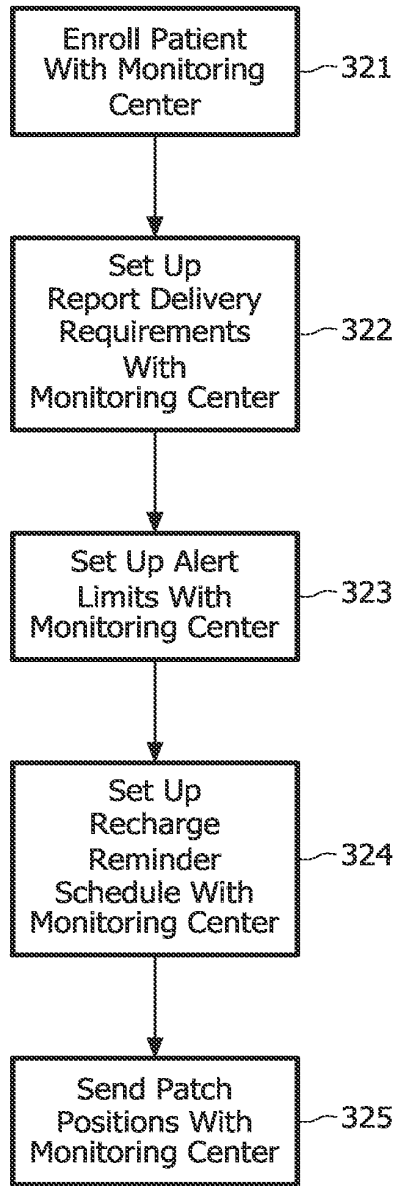 Enroll Patient
With Monitoring
Center
321
Set Up
Report Delivery
Requirements
With
Monitoring Center
322
Set Up Alert
Limits With
Monitoring Center
323
Set Up
Recharge
Reminder
Schedule With
Monitoring Center
324
Send Patch
Positions With
Monitoring Center
325